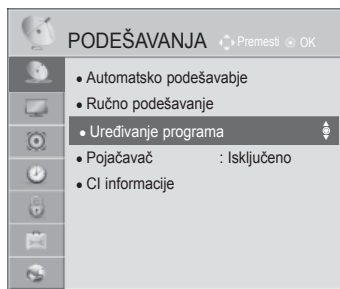 PODEŠAVANJA Premesti OK
• Automatsko podešavabje
• Ručno podešavanje
• Uređivanje programa
• Pojačavač : Isključeno
• CI informacije